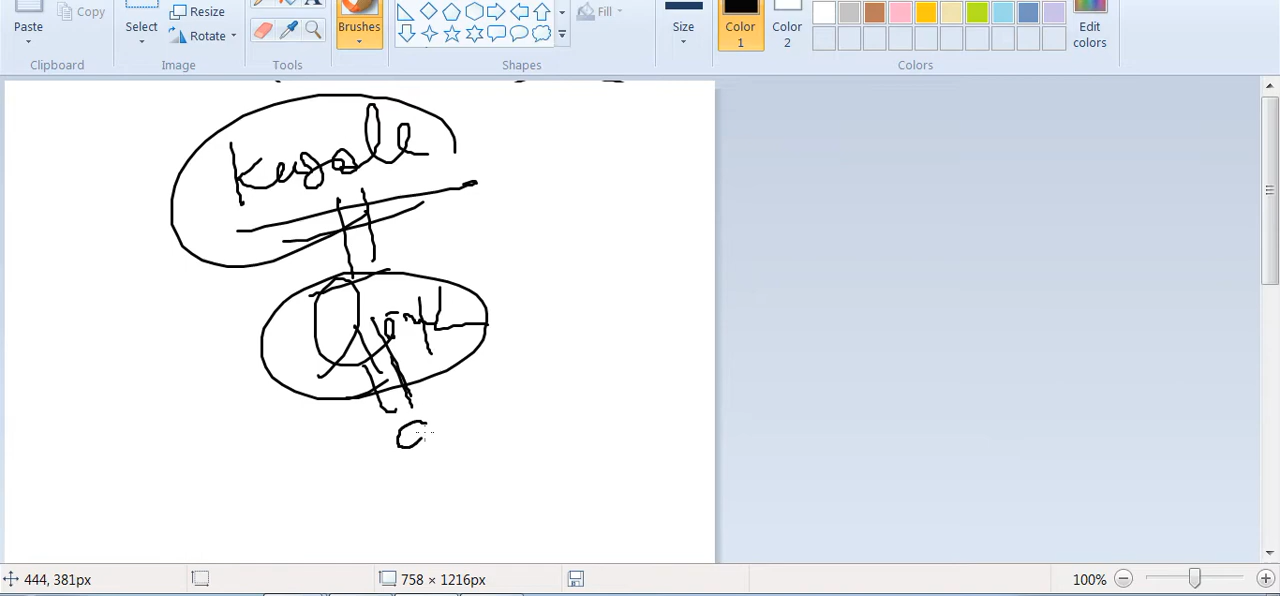 Paste
Copy
Select
Resize
Rotate
Brushes
Fill
Size
Color 1
Color 2
Edit colors
Clipboard
Image
Tools
Shapes
Colors
444, 381px
758 × 1216px
100%